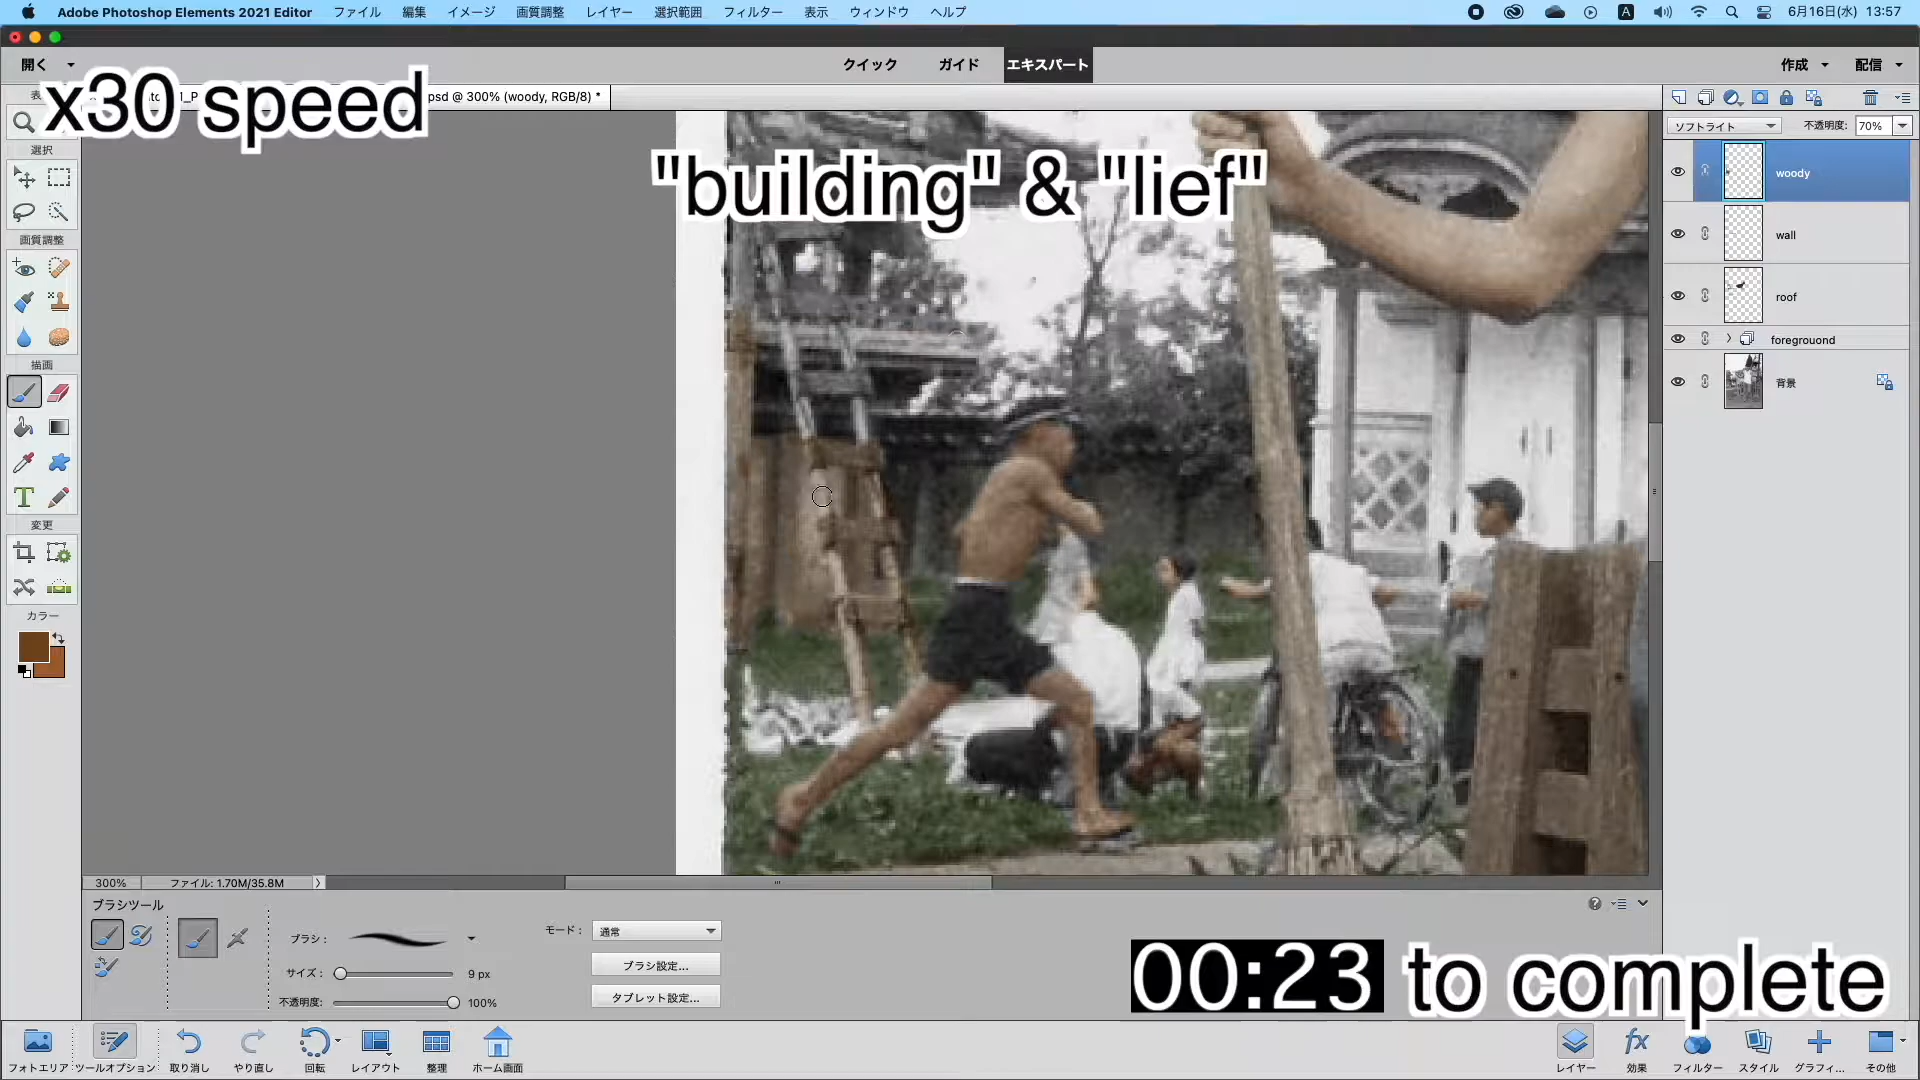 Adobe Photoshop Elements 2021 Editor ファイル 編集 イメージ 画質調整 レイヤー 選択範囲 フィルター 表示 ウィンドウ ヘルプ A 6月16日(水) 13:57
開く クイック ガイド エキスパート 作成 配信
x30 speed
psd @ 300% (woody, RGB/8) *
"building" & "lief"
選択
画質調整
描画
変更
カラー
ソフトライト 不透明度: 70%
woody
wall
roof
foregrouond
背景
300% ファイル: 1.70M/35.8M
ブラシツール
ブラシ: モード: 通常
サイズ: 9 px ブラシ設定...
不透明度: 100% タブレット設定...
00:23 to complete
フォトエリア ツールオプション 取り消し やり直し 回転 レイアウト 整理 ホーム画面 レイヤー 効果 フィルター スタイル グラフィ... その他